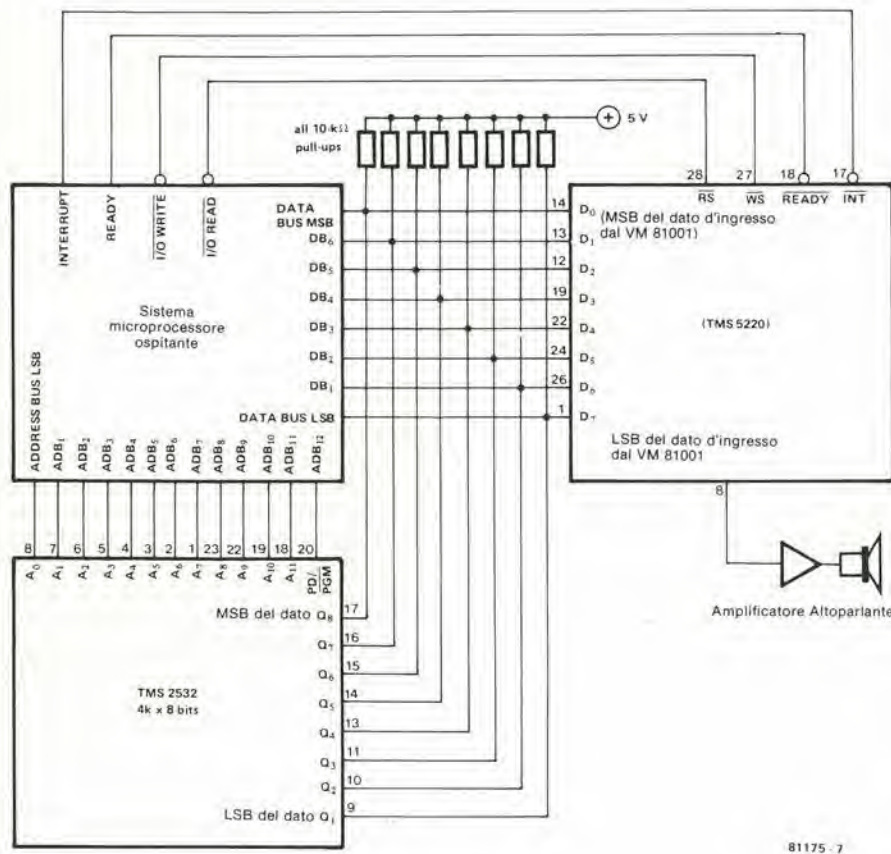 all 10-kΩ
pull-ups
5 V
INTERRUPT
READY
I/O WRITE
I/O READ
DATA
BUS MSB
DB6
DB5
DB4
DB3
DB2
DB1
DATA BUS LSB
Sistema
microprocessore
ospitante
ADDRESS BUS LSB
ADB1
ADB2
ADB3
ADB4
ADB5
ADB6
ADB7
ADB8
ADB9
ADB10
ADB11
ADB12
28
27
18
17
RS
WS
READY
INT
14
13
12
19
22
24
26
1
D0
D1
D2
D3
D4
D5
D6
D7
(MSB del dato d'ingresso
dal VM 81001)
(TMS 5220)
LSB del dato d'ingresso
dal VM 81001
8
Amplificatore Altoparlante
8
7
6
5
4
3
2
1
23
22
19
18
20
A0
A1
A2
A3
A4
A5
A6
A7
A8
A9
A10
A11
PD/
PGM
MSB del dato Q8
17
Q7
16
Q6
15
Q5
14
Q4
13
Q3
11
Q2
10
LSB del dato Q1
9
TMS 2532
4k x 8 bits
81175 - 7